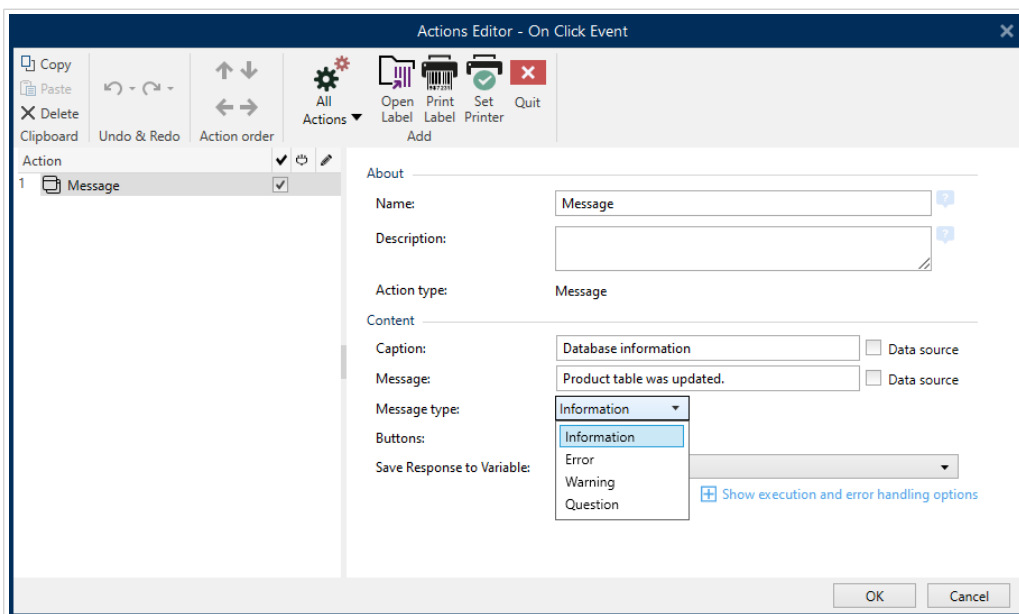 Actions Editor - On Click Event
Copy
Paste
Delete
Clipboard
Undo & Redo
Action order
All
Actions
Open
Label
Print
Label
Set
Printer
Quit
Add
Action
1 Message
About
Name: Message
Description:
Action type: Message
Content
Caption: Database information Data source
Message: Product table was updated. Data source
Message type: Information
Information
Buttons:
Error
Save Response to Variable:
Warning
Question
Show execution and error handling options
OK Cancel